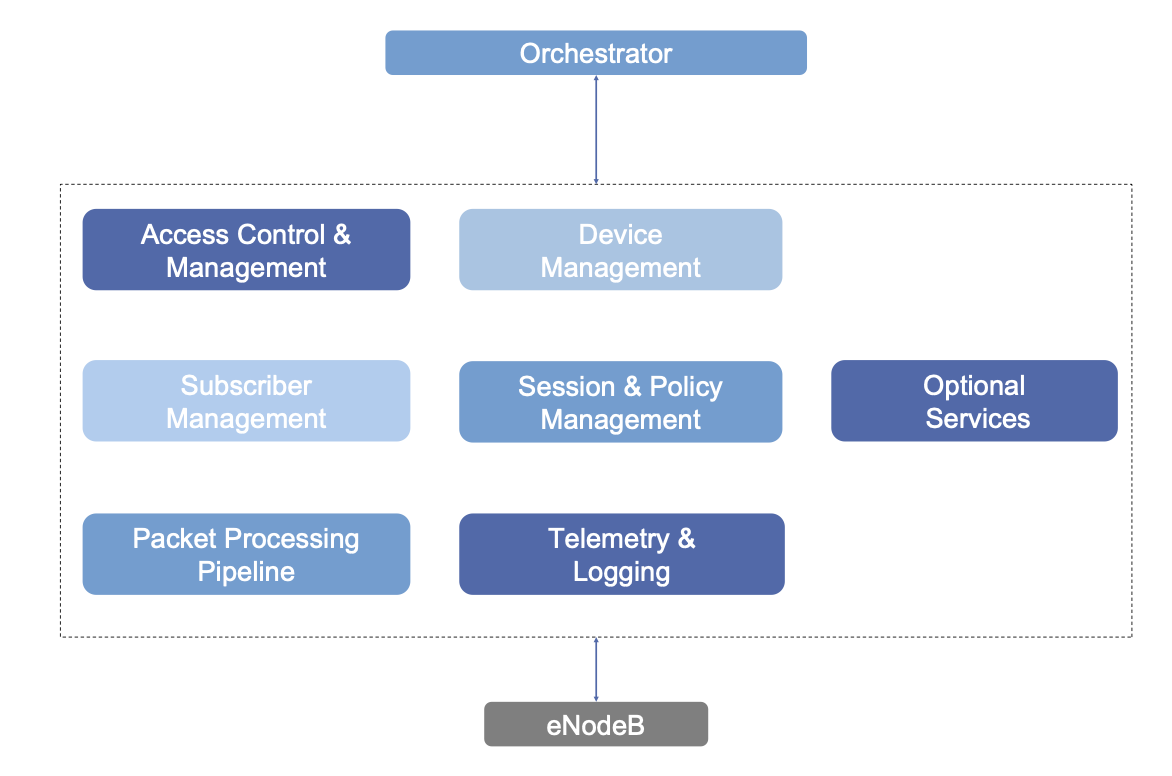 Orchestrator
Access Control &
Management
Device
Management
Subscriber
Management
Session & Policy
Management
Optional
Services
Packet Processing
Pipeline
Telemetry &
Logging
eNodeB